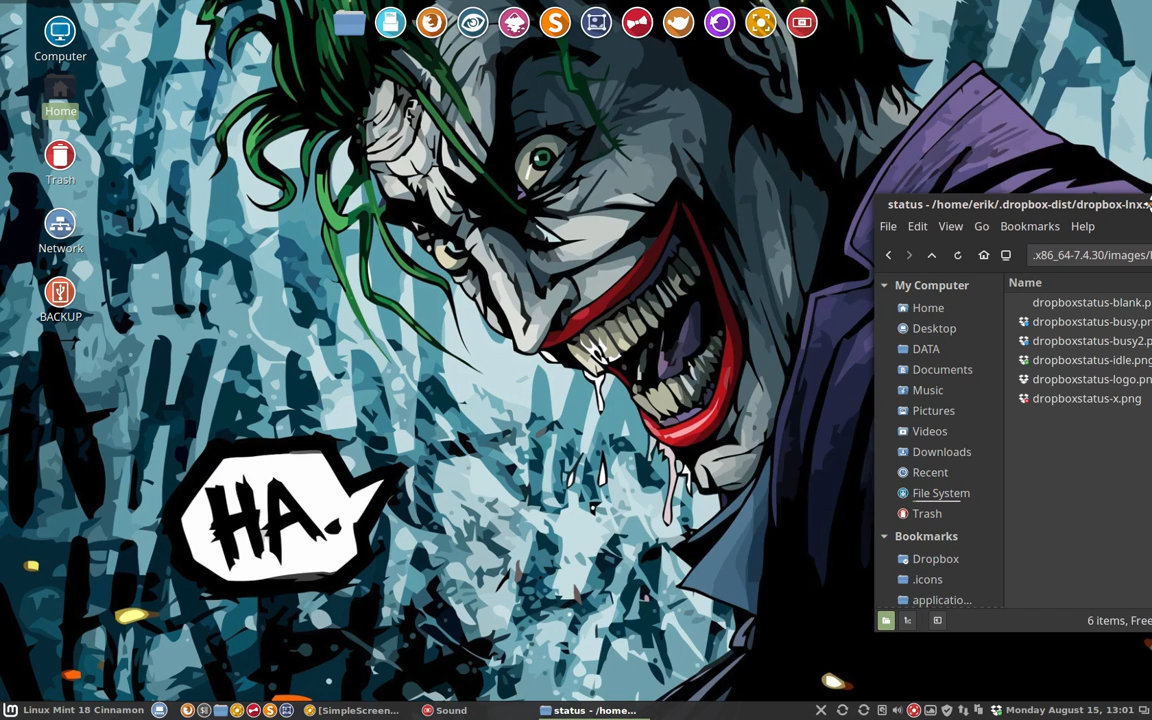 Computer
Home
Trash
Network
BACKUP
HA.
status - /home/erik/.dropbox-dist/dropbox-lnx.
File Edit View Go Bookmarks Help
.x86_64-7.4.30/images/
My Computer
Home
Desktop
DATA
Documents
Music
Pictures
Videos
Downloads
Recent
File System
Trash
Bookmarks
Dropbox
.icons
applicatio...
Name
dropboxstatus-blank.p
dropboxstatus-busy.pn
dropboxstatus-busy2.p
dropboxstatus-idle.png
dropboxstatus-logo.pn
dropboxstatus-x.png
6 items, Free
Linux Mint 18 Cinnamon
[SimpleScreen...
Sound
status - /home...
Monday August 15, 13:01